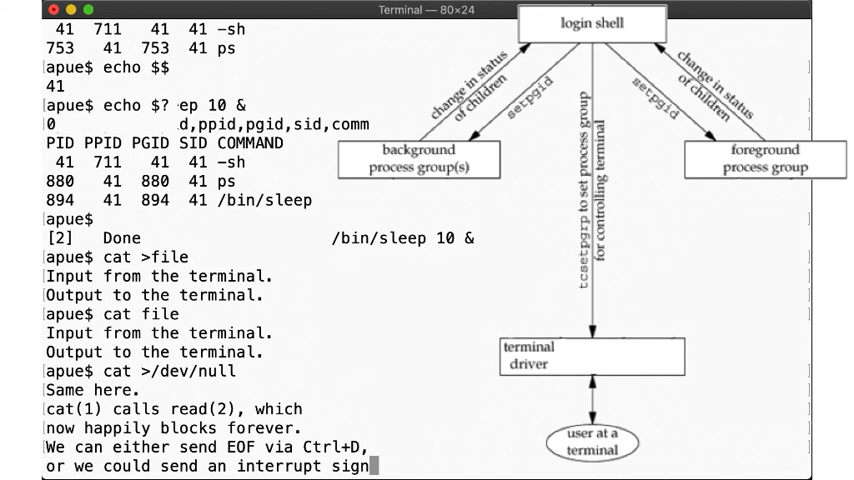 Terminal — 80×24
41 711 41 41 -sh
753 41 753 41 ps
apue$ echo $$
41
apue$ echo $? ep 10 &
0 d,ppid,pgid,sid,comm
PID PPID PGID SID COMMAND
41 711 41 41 -sh
880 41 880 41 ps
894 41 894 41 /bin/sleep
apue$
[2] Done /bin/sleep 10 &
apue$ cat >file
Input from the terminal.
Output to the terminal.
apue$ cat file
Input from the terminal.
Output to the terminal.
apue$ cat >/dev/null
Same here.
cat(1) calls read(2), which
now happily blocks forever.
We can either send EOF via Ctrl+D,
or we could send an interrupt sign
login shell
change in status
of children
setpgid
setpgid
change in status
of children
background
process group(s)
foreground
process group
tcsetpgrp to set process group
for controlling terminal
terminal
driver
user at a
terminal